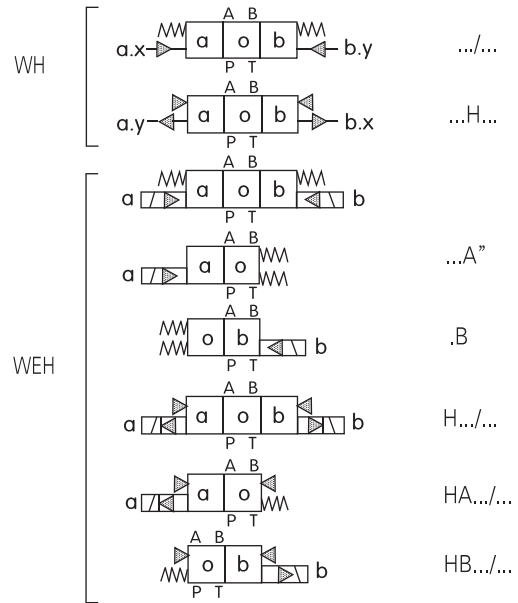 WH
A B
a.x a o b b.y .../...
P T
A B
a.y a o b b.x ...H...
P T
WEH
A B
a a o b b
P T
A B
a a o ...A”
P T
A B
o b b .B
P T
A B
a a o b b H.../...
P T
A B
a a o HA.../...
P T
A B
o b b HB.../...
P T